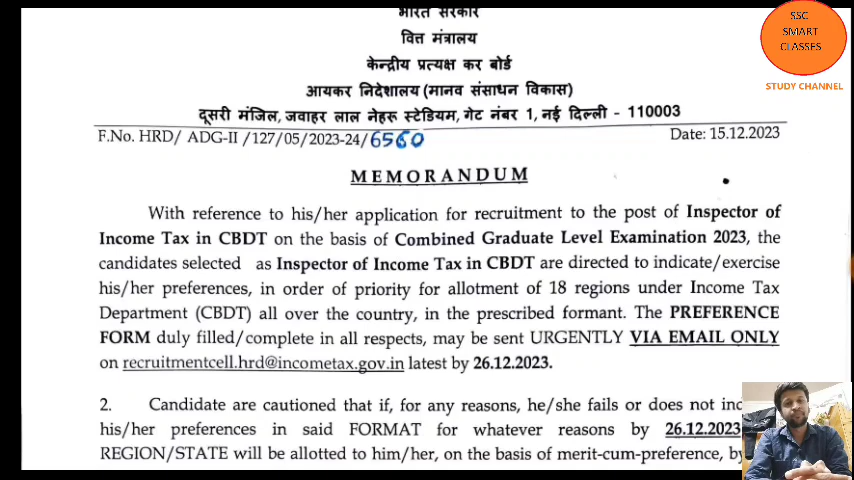 भारत सरकार
वित्त मंत्रालय
केन्द्रीय प्रत्यक्ष कर बोर्ड
आयकर निदेशालय (मानव संसाधन विकास)
दूसरी मंजिल, जवाहर लाल नेहरू स्टेडियम, गेट नंबर 1, नई दिल्ली - 110003
F.No. HRD/ ADG-II /127/05/2023-24/6560 Date: 15.12.2023
MEMORANDUM
With reference to his/her application for recruitment to the post of Inspector of
Income Tax in CBDT on the basis of Combined Graduate Level Examination 2023, the
candidates selected as Inspector of Income Tax in CBDT are directed to indicate/exercise
his/her preferences, in order of priority for allotment of 18 regions under Income Tax
Department (CBDT) all over the country, in the prescribed formant. The PREFERENCE
FORM duly filled/complete in all respects, may be sent URGENTLY VIA EMAIL ONLY
on recruitmentcell.hrd@incometax.gov.in latest by 26.12.2023.
2. Candidate are cautioned that if, for any reasons, he/she fails or does not
his/her preferences in said FORMAT for whatever reasons by 26.12.2023
REGION/STATE will be allotted to him/her, on the basis of merit-cum-preference, by
SSC
SMART
CLASSES
STUDY CHANNEL